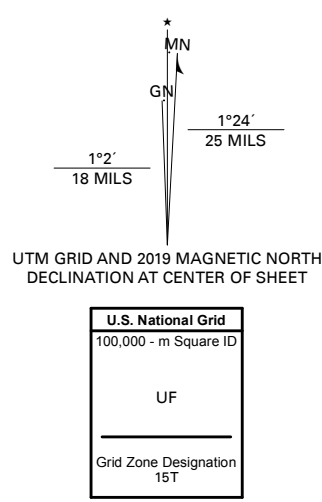 ★
MN
GN
1°24´
25 MILS
1°2´
18 MILS
UTM GRID AND 2019 MAGNETIC NORTH
DECLINATION AT CENTER OF SHEET
U.S. National Grid
100,000 - m Square ID
UF
Grid Zone Designation
15T